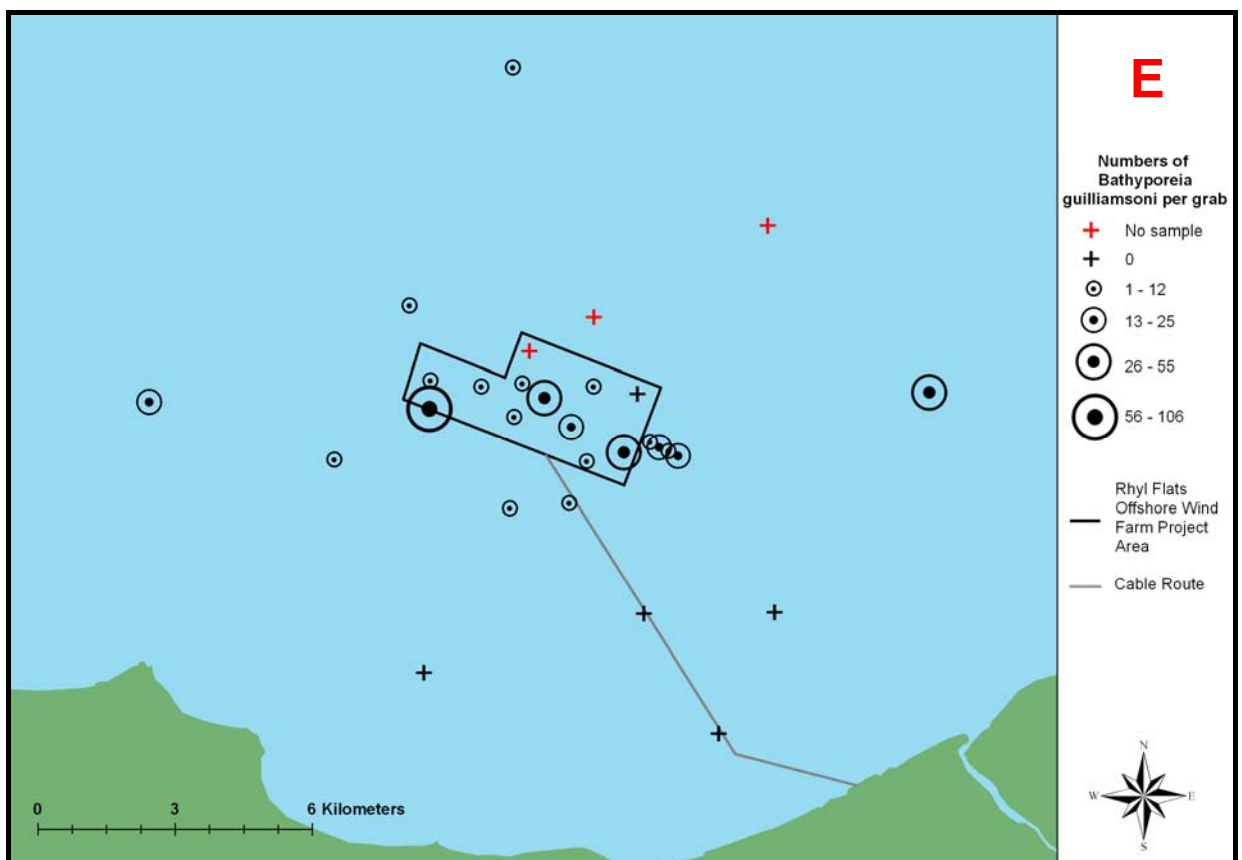 E
Numbers of
Bathyporeia
guilliamsoni per grab
No sample
0
1 - 12
13 - 25
26 - 55
56 - 106
Rhyl Flats
Offshore Wind
Farm Project
Area
Cable Route
N
W E
S
0 3 6 Kilometers